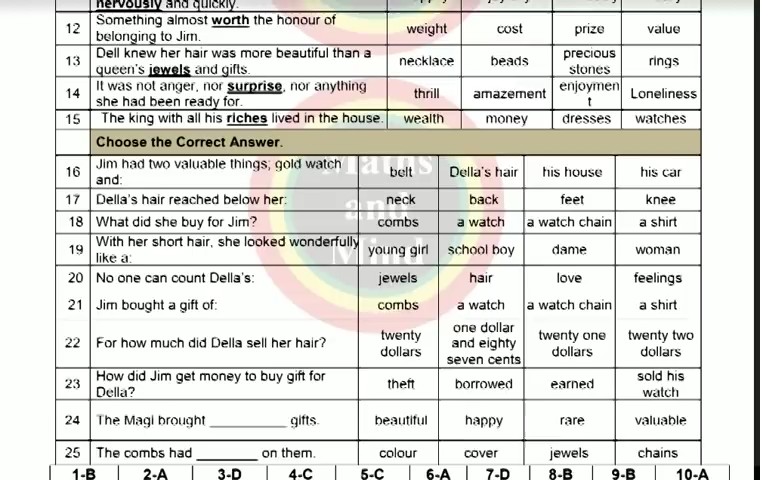 nervously and quickly.
12 Something almost worth the honour of belonging to Jim. weight cost prize value
13 Dell knew her hair was more beautiful than a queen's jewels and gifts. necklace beads precious stones rings
14 It was not anger, nor surprise, nor anything she had been ready for. thrill amazement enjoyment Loneliness
15 The king with all his riches lived in the house. wealth money dresses watches
Choose the Correct Answer.
16 Jim had two valuable things; gold watch and: belt Della's hair his house his car
17 Della's hair reached below her: neck back feet knee
18 What did she buy for Jim? combs a watch a watch chain a shirt
19 With her short hair, she looked wonderfully like a: young girl school boy dame woman
20 No one can count Della's: jewels hair love feelings
21 Jim bought a gift of: combs a watch a watch chain a shirt
22 For how much did Della sell her hair? twenty dollars one dollar and eighty seven cents twenty one dollars twenty two dollars
23 How did Jim get money to buy gift for Della? theft borrowed earned sold his watch
24 The Magi brought ___________ gifts. beautiful happy rare valuable
25 The combs had _________ on them. colour cover jewels chains
1-B 2-A 3-D 4-C 5-C 6-A 7-D 8-B 9-B 10-A
Maths
and
Mind